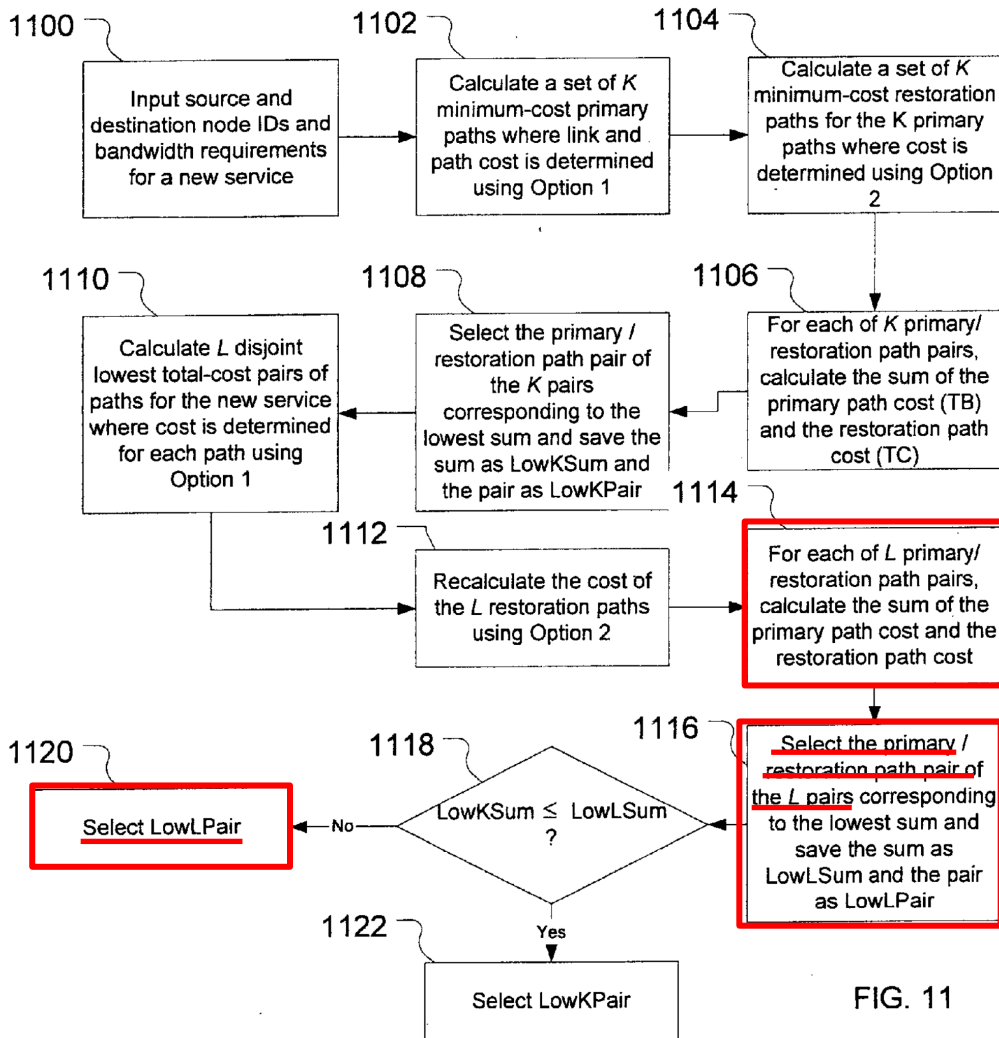 1100
Input source and
destination node IDs and
bandwidth requirements
for a new service
1102
Calculate a set of K
minimum-cost primary
paths where link and
path cost is determined
using Option 1
1104
Calculate a set of K
minimum-cost restoration
paths for the K primary
paths where cost is
determined using Option
2
1106
For each of K primary/
restoration path pairs,
calculate the sum of the
primary path cost (TB)
and the restoration path
cost (TC)
1108
Select the primary /
restoration path pair of
the K pairs
corresponding to the
lowest sum and save the
sum as LowKSum and
the pair as LowKPair
1110
Calculate L disjoint
lowest total-cost pairs of
paths for the new service
where cost is determined
for each path using
Option 1
1112
Recalculate the cost of
the L restoration paths
using Option 2
1114
For each of L primary/
restoration path pairs,
calculate the sum of the
primary path cost and the
restoration path cost
1116
Select the primary /
restoration path pair of
the L pairs corresponding
to the lowest sum and
save the sum as
LowLSum and the pair
as LowLPair
1118
LowKSum ≤ LowLSum
?
No
1120
Select LowLPair
Yes
1122
Select LowKPair
FIG. 11